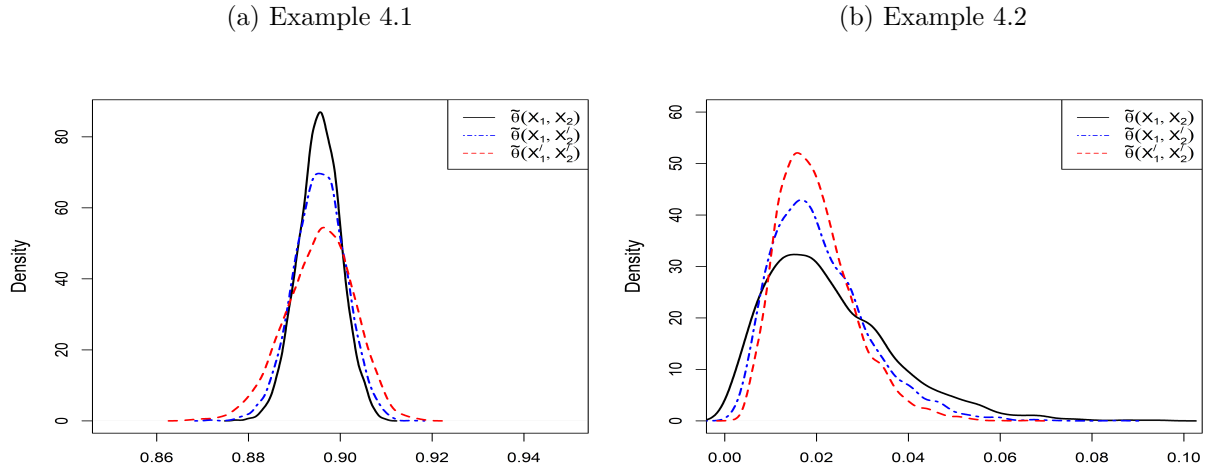 (a) Example 4.1
Density
0 20 40 60 80
0.86 0.88 0.90 0.92 0.94
θ̃(X₁, X₂)
θ̃(X₁, X₂′)
θ̃(X₁′, X₂′)
(b) Example 4.2
Density
0 10 20 30 40 50 60
0.00 0.02 0.04 0.06 0.08 0.10
θ̃(X₁, X₂)
θ̃(X₁, X₂′)
θ̃(X₁′, X₂′)